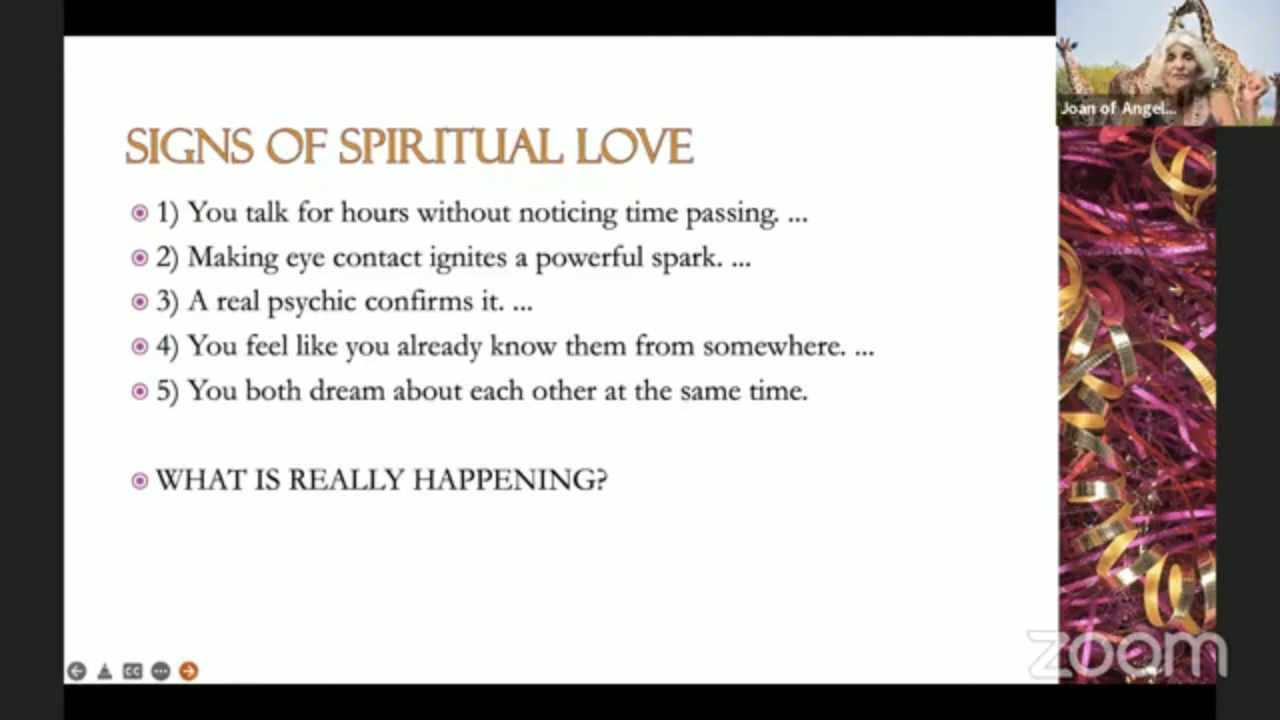 Joan of Angel...
SIGNS OF SPIRITUAL LOVE
1) You talk for hours without noticing time passing. ...
2) Making eye contact ignites a powerful spark. ...
3) A real psychic confirms it. ...
4) You feel like you already know them from somewhere. ...
5) You both dream about each other at the same time.
WHAT IS REALLY HAPPENING?
CC
zoom